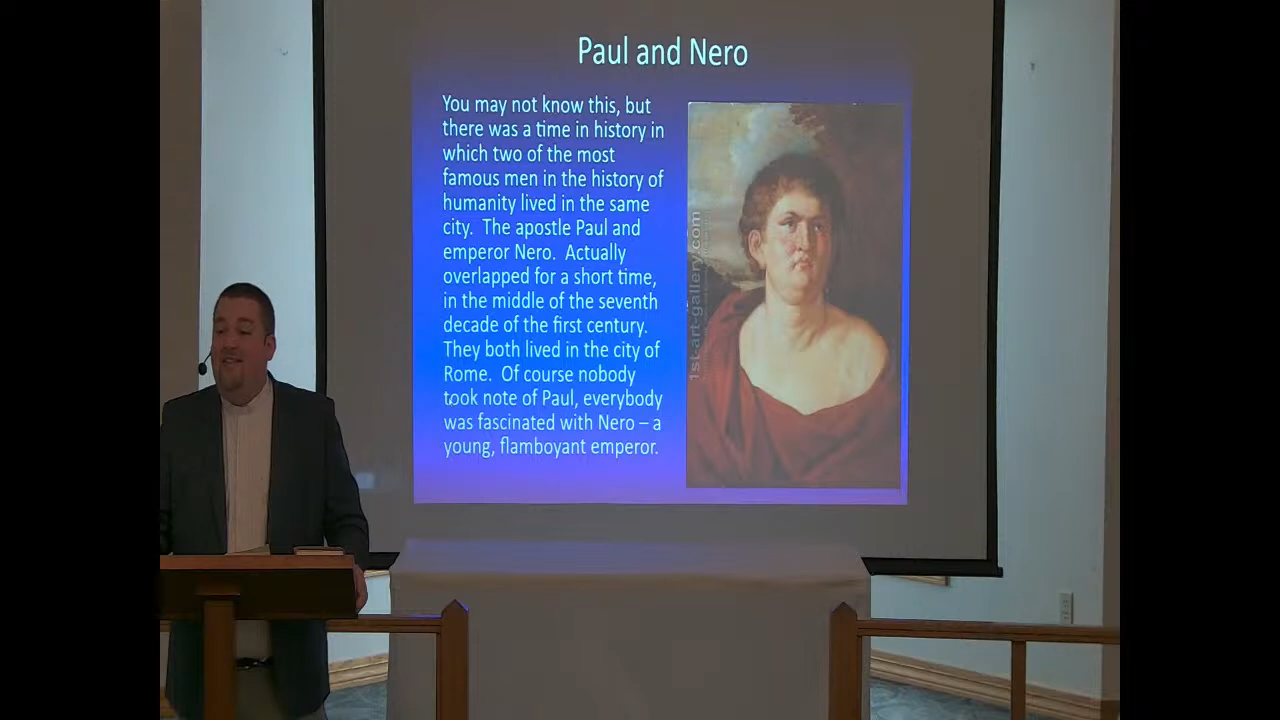 Paul and Nero
You may not know this, but
there was a time in history in
which two of the most
famous men in the history of
humanity lived in the same
city.  The apostle Paul and
emperor Nero.  Actually
overlapped for a short time,
in the middle of the seventh
decade of the first century.
They both lived in the city of
Rome.  Of course nobody
took note of Paul, everybody
was fascinated with Nero – a
young, flamboyant emperor.
1st-art-gallery.com